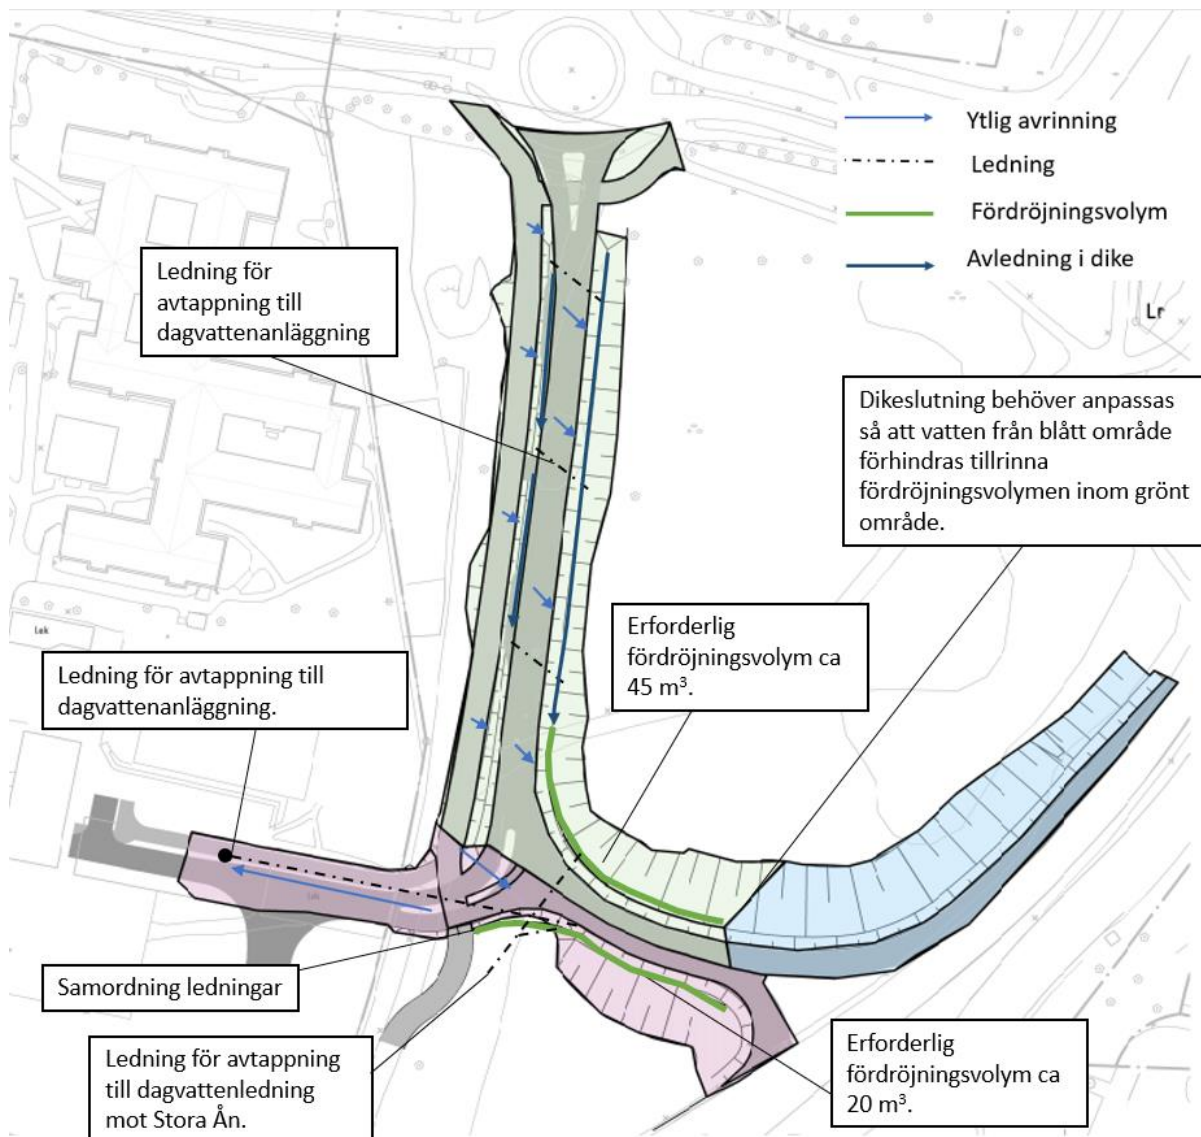 Ytlig avrinning
Ledning
Fördröjningsvolym
Avledning i dike
Lr
Ledning för
avtappning till
dagvattenanläggning
Dikeslutning behöver anpassas
så att vatten från blått område
förhindras tillrinna
fördröjningsvolymen inom grönt
område.
Erforderlig
fördröjningsvolym ca
45 m³.
Lek
Ledning för avtappning till
dagvattenanläggning.
Samordning ledningar
Ledning för avtappning
till dagvattenledning
mot Stora Ån.
Erforderlig
fördröjningsvolym ca
20 m³.